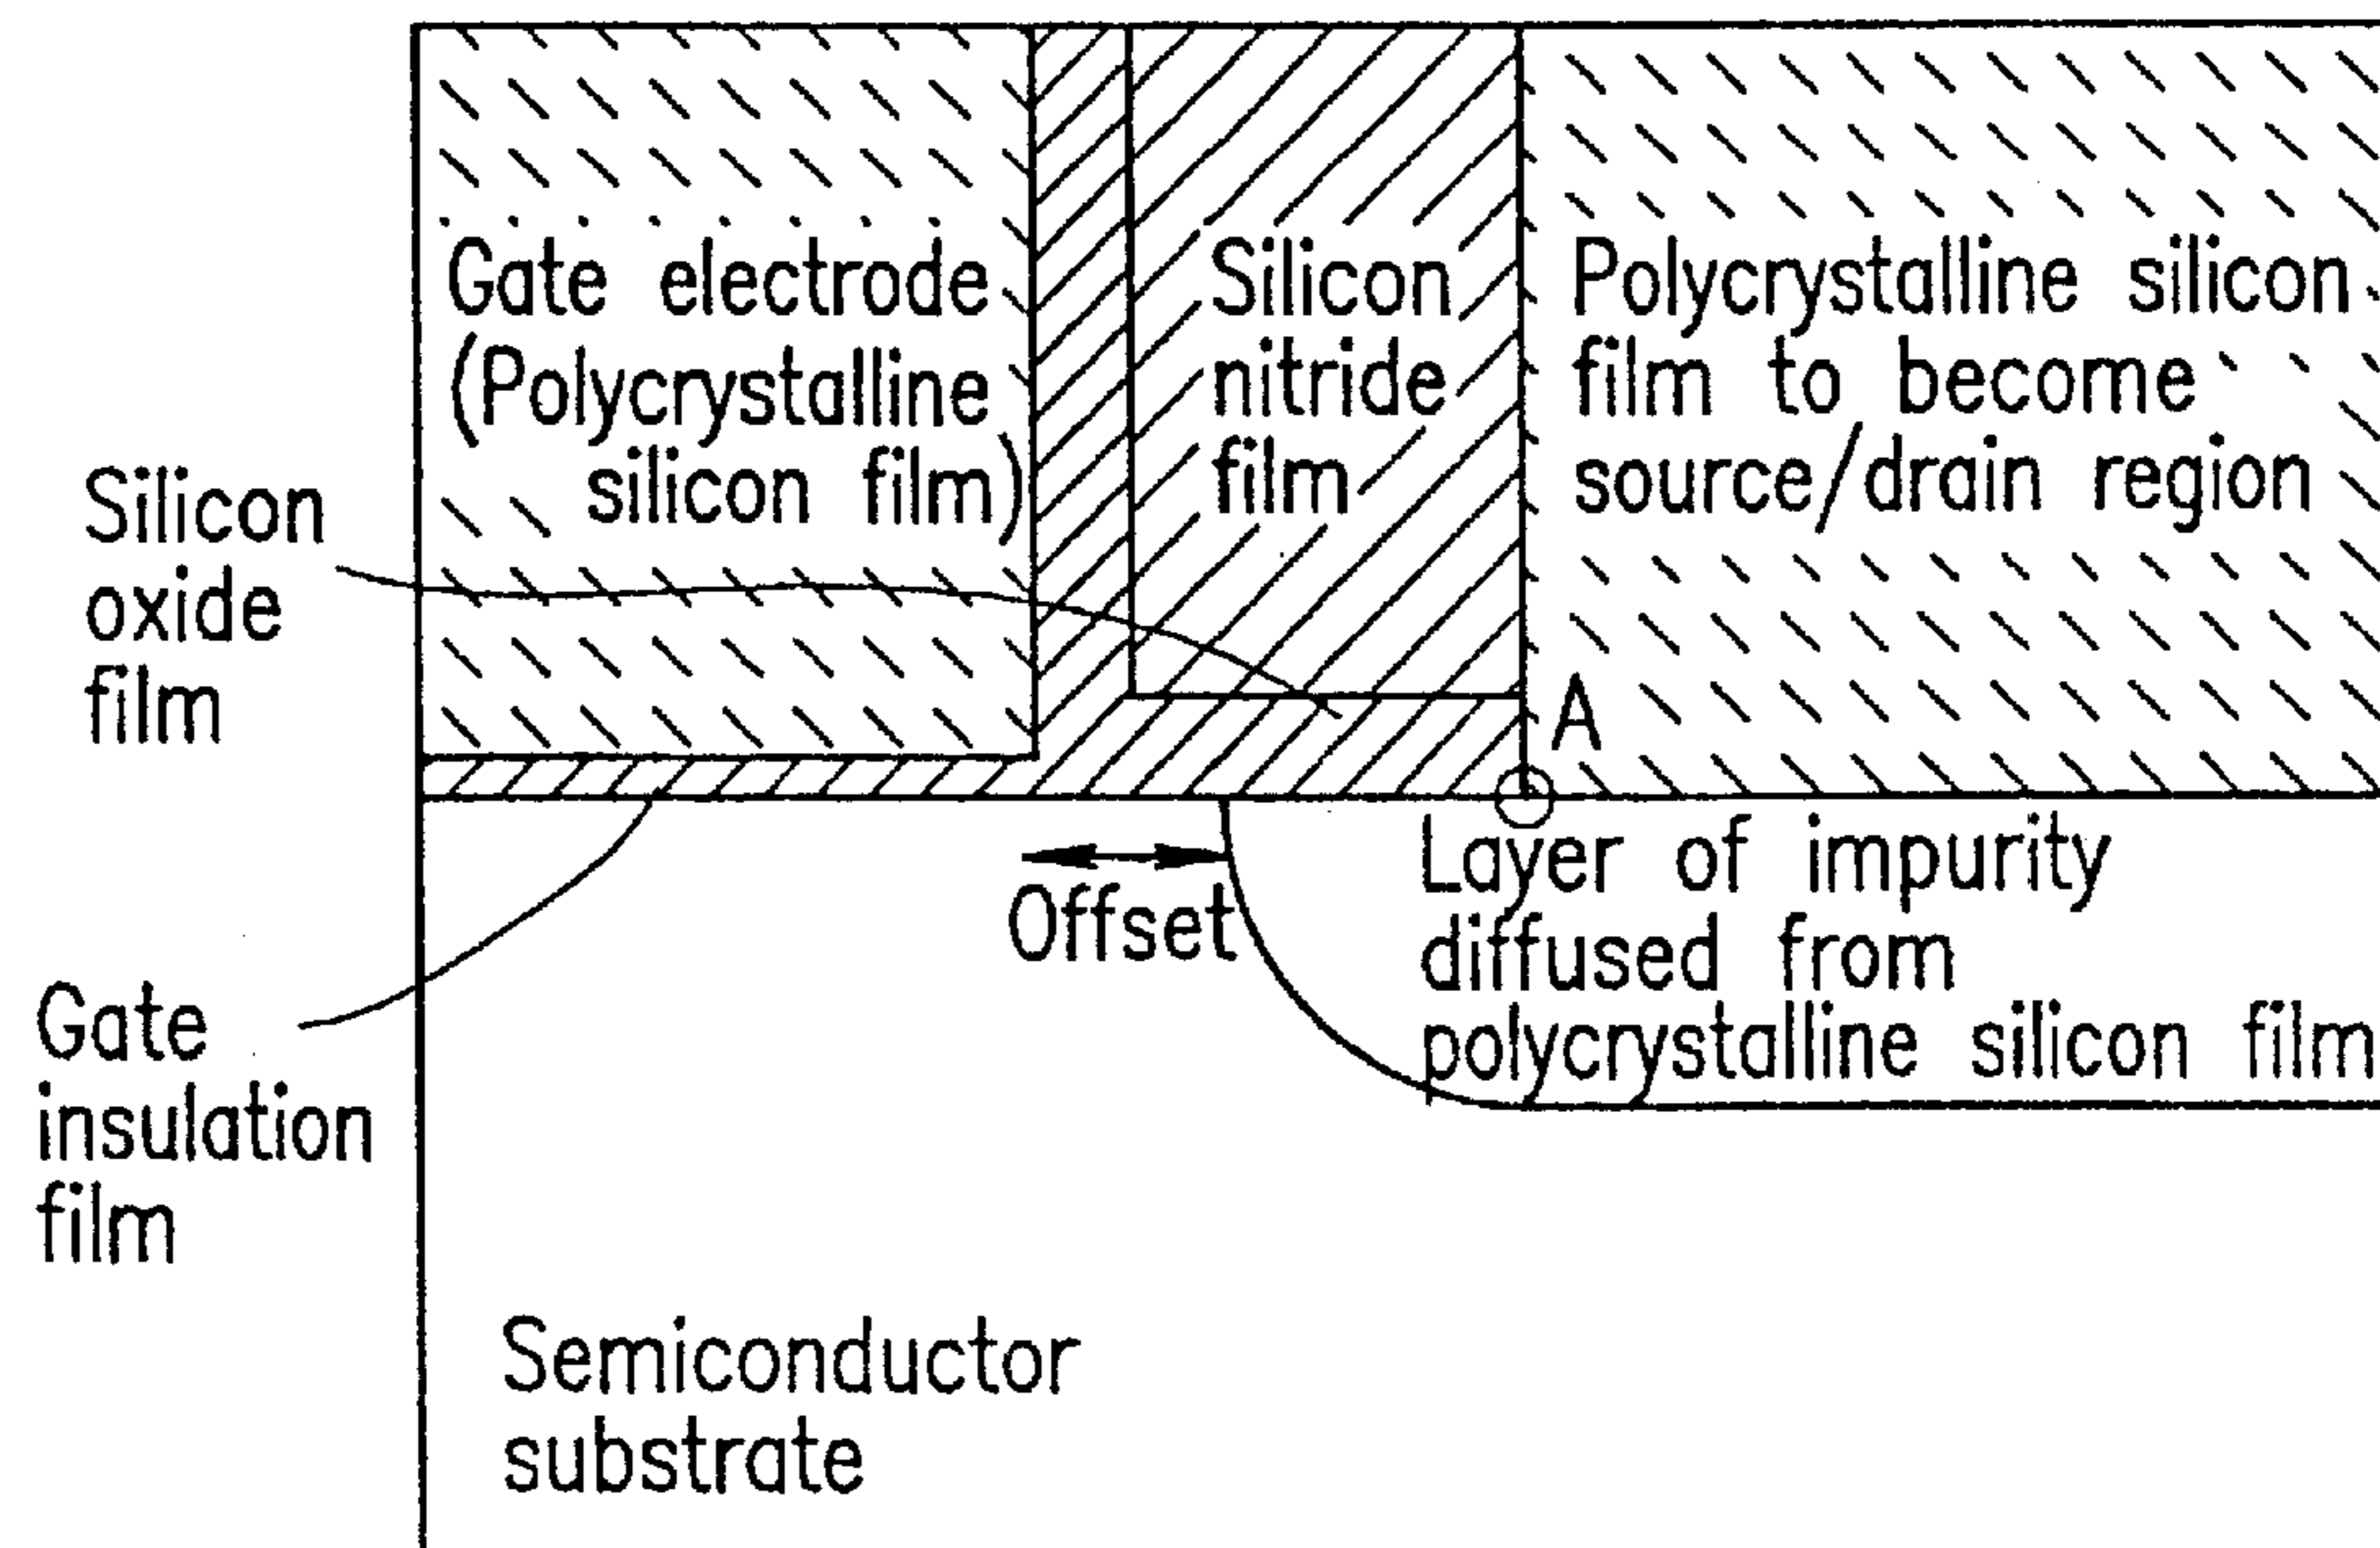 Gate electrode
(Polycrystalline
silicon film)
Silicon
nitride
film
Polycrystalline silicon
film to become
source/drain region
Silicon
oxide
film
A
Offset
Layer of impurity
diffused from
polycrystalline silicon film
Gate
insulation
film
Semiconductor
substrate